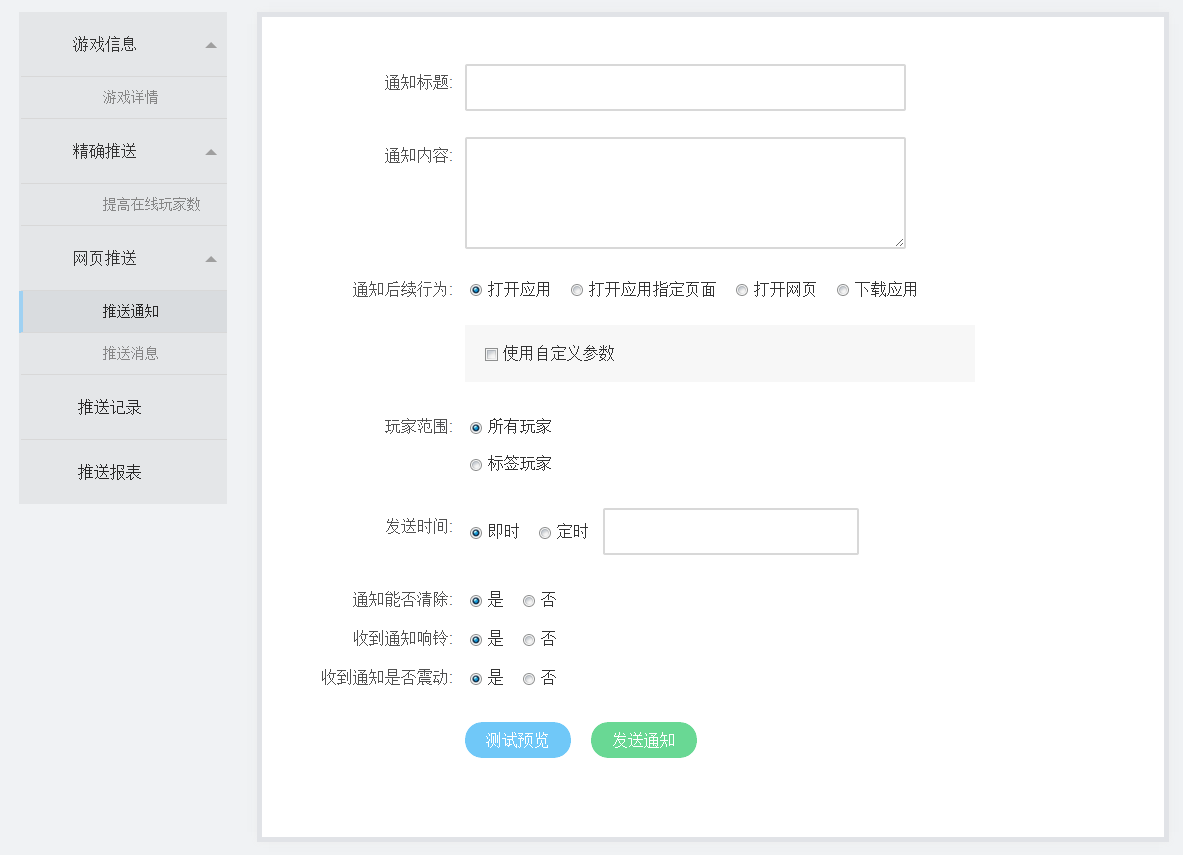 游戏信息
游戏详情
精确推送
提高在线玩家数
网页推送
推送通知
推送消息
推送记录
推送报表
通知标题:
通知内容:
通知后续行为: 打开应用 打开应用指定页面 打开网页 下载应用
使用自定义参数
玩家范围: 所有玩家
标签玩家
发送时间: 即时 定时
通知能否清除: 是 否
收到通知响铃: 是 否
收到通知是否震动: 是 否
测试预览 发送通知